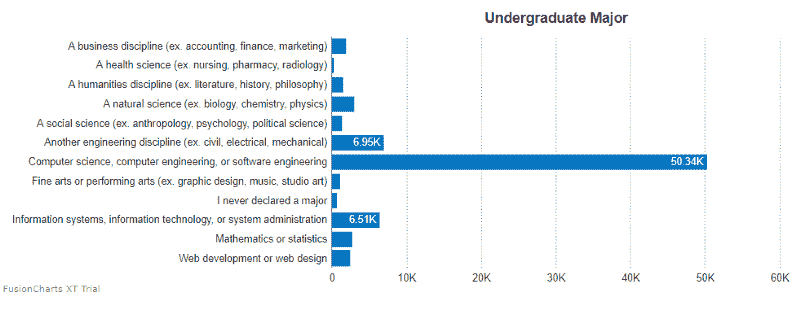 Undergraduate Major
A business discipline (ex. accounting, finance, marketing)
A health science (ex. nursing, pharmacy, radiology)
A humanities discipline (ex. literature, history, philosophy)
A natural science (ex. biology, chemistry, physics)
A social science (ex. anthropology, psychology, political science)
Another engineering discipline (ex. civil, electrical, mechanical) 6.95K
Computer science, computer engineering, or software engineering 50.34K
Fine arts or performing arts (ex. graphic design, music, studio art)
I never declared a major
Information systems, information technology, or system administration 6.51K
Mathematics or statistics
Web development or web design
0 10K 20K 30K 40K 50K 60K
FusionCharts XT Trial